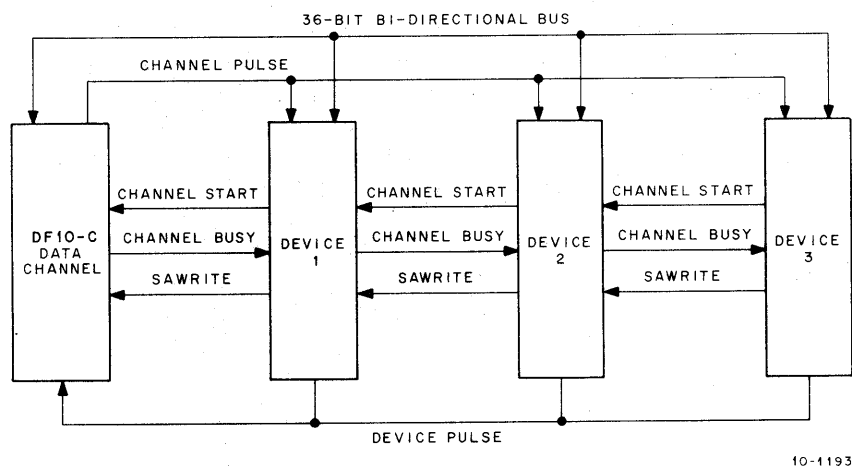 36-BIT BI-DIRECTIONAL BUS
CHANNEL PULSE
CHANNEL START
CHANNEL START
CHANNEL START
DF10-C
DATA
CHANNEL
CHANNEL BUSY
DEVICE
1
CHANNEL BUSY
DEVICE
2
CHANNEL BUSY
DEVICE
3
SAWRITE
SAWRITE
SAWRITE
DEVICE PULSE
10-1193